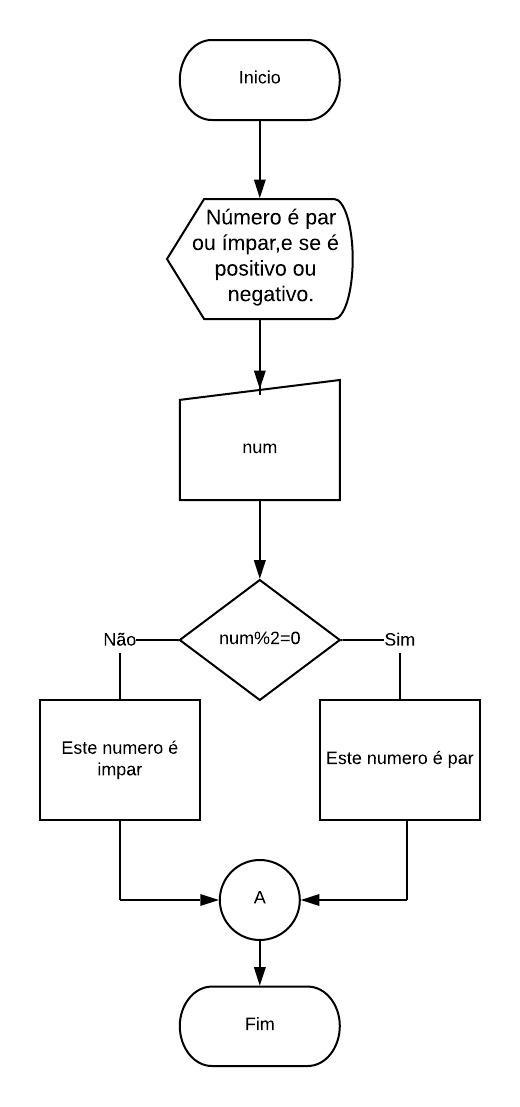 Inicio
Número é par
ou ímpar,e se é
positivo ou
negativo.
num
num%2=0
Não
Sim
Este numero é
impar
Este numero é par
A
Fim